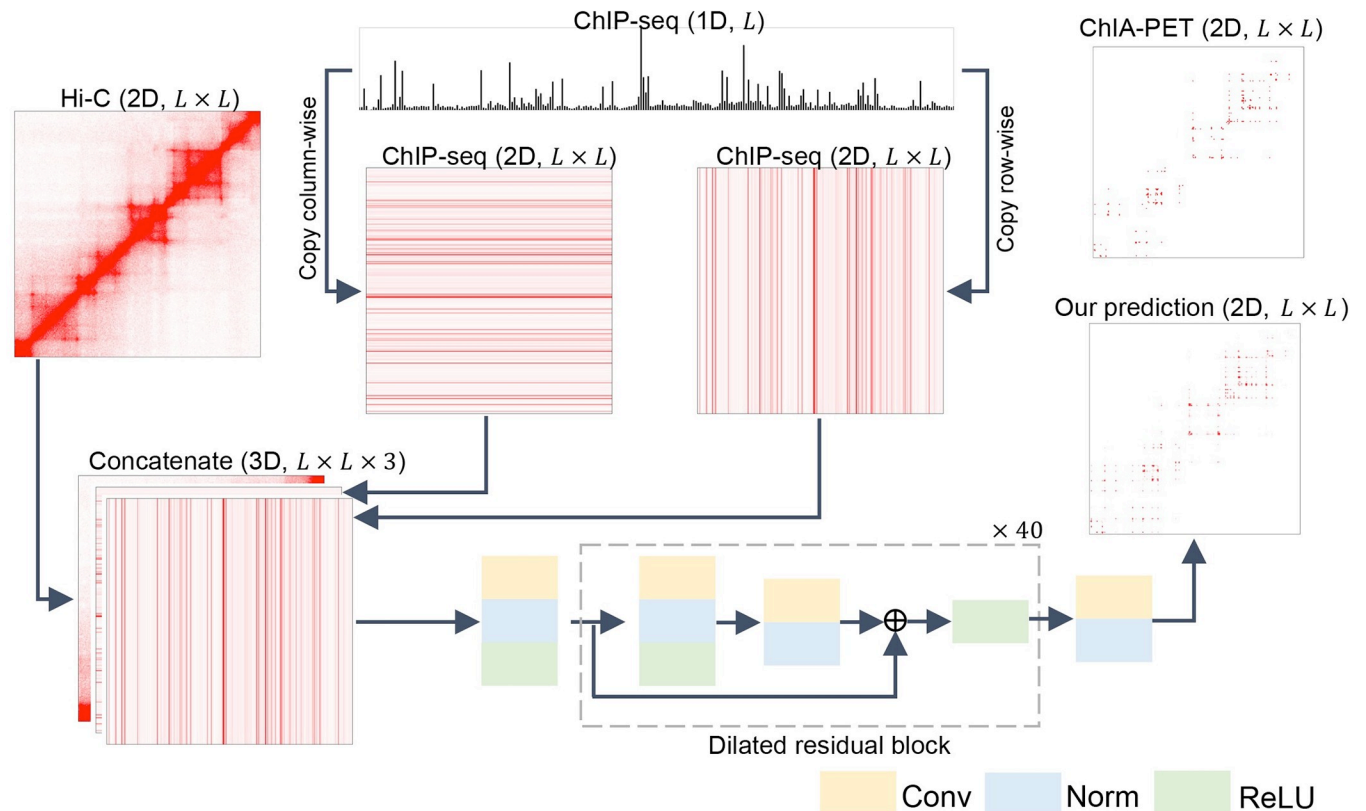 ChIP-seq (1D, L)
ChIA-PET (2D, L × L)
Hi-C (2D, L × L)
Copy column-wise
Copy row-wise
ChIP-seq (2D, L × L)
ChIP-seq (2D, L × L)
Our prediction (2D, L × L)
Concatenate (3D, L × L × 3)
× 40
Dilated residual block
Conv
Norm
ReLU